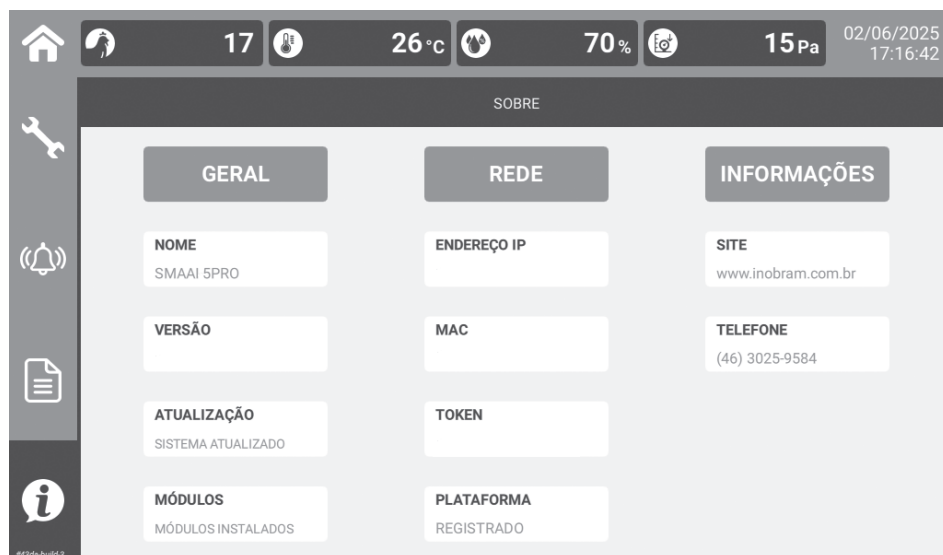 17
26 °C
70 %
15 Pa
02/06/2025
17:16:42
SOBRE
GERAL
REDE
INFORMAÇÕES
NOME
SMAAI 5PRO
ENDEREÇO IP
SITE
www.inobram.com.br
VERSÃO
MAC
TELEFONE
(46) 3025-9584
ATUALIZAÇÃO
SISTEMA ATUALIZADO
TOKEN
MÓDULOS
MÓDULOS INSTALADOS
PLATAFORMA
REGISTRADO